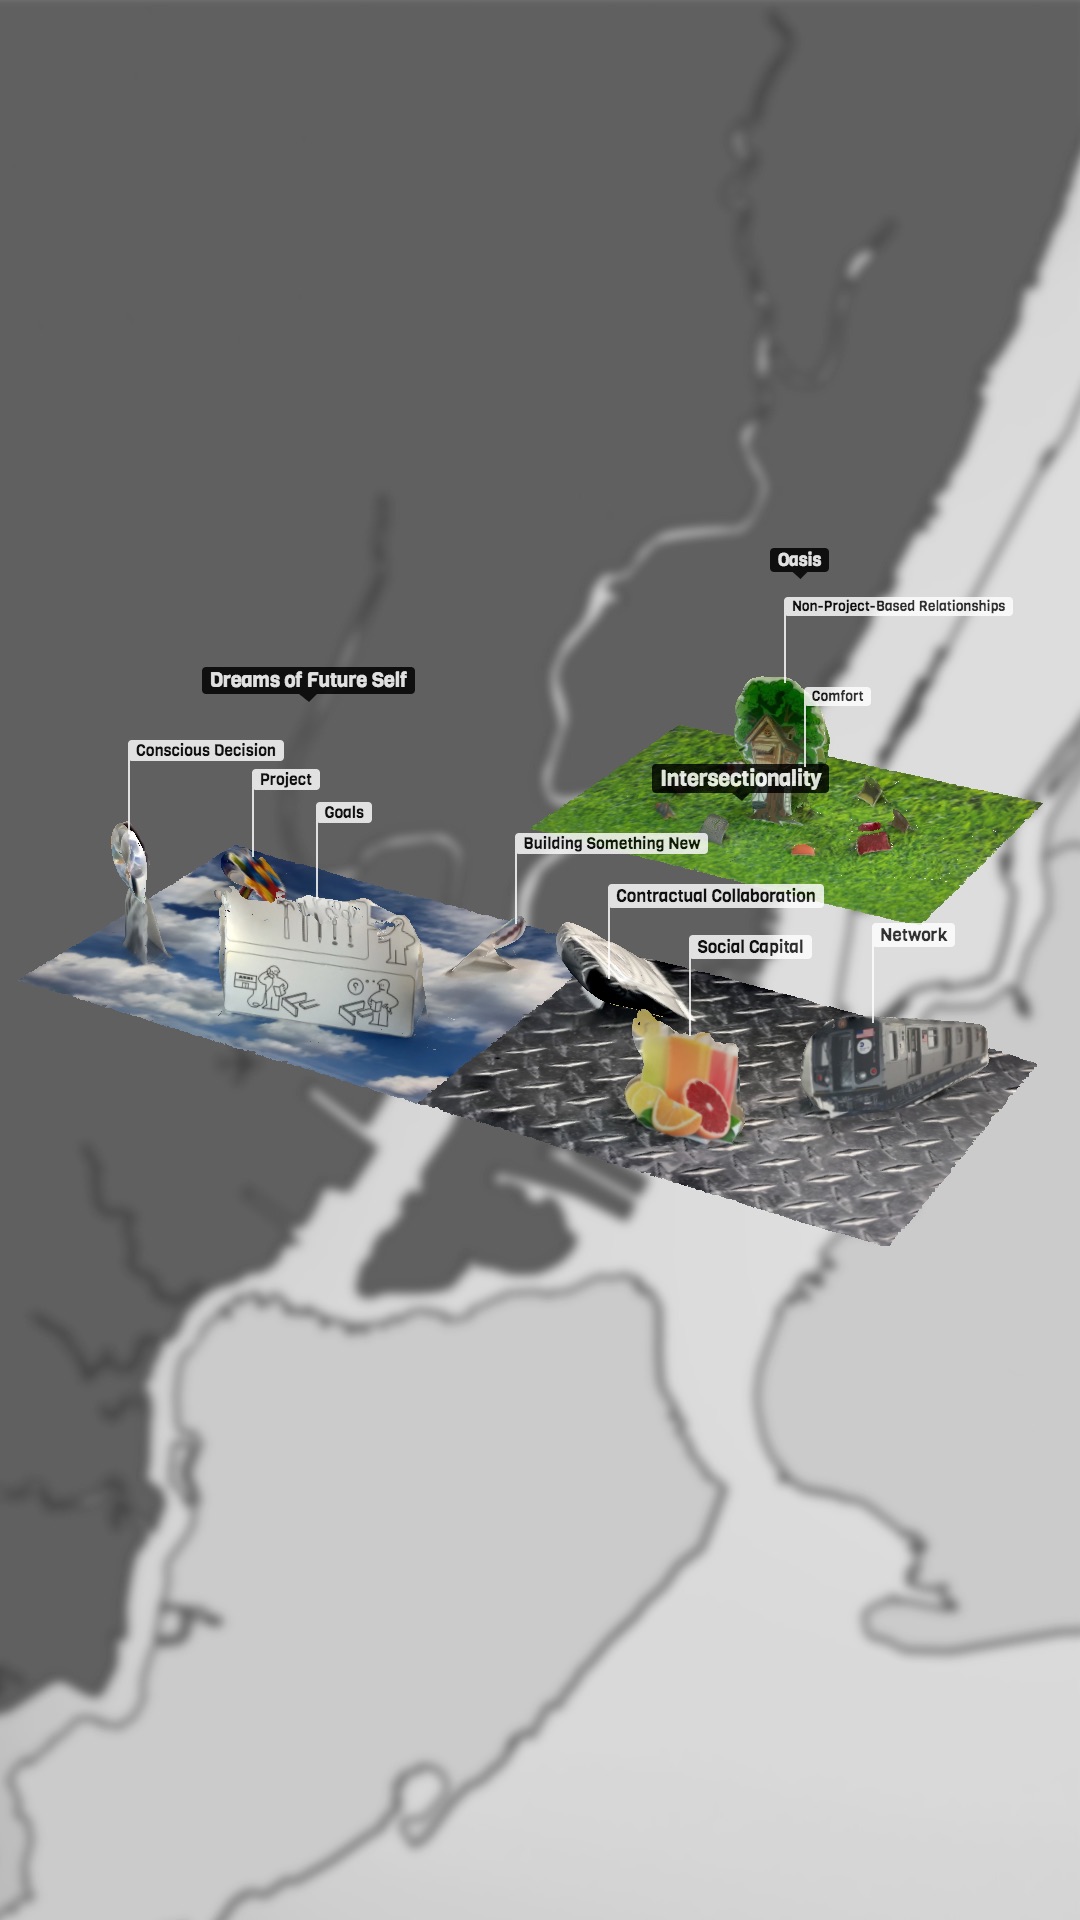 Oasis
Non-Project-Based Relationships
Dreams of Future Self
Comfort
Conscious Decision
Project
Intersectionality
Goals
Building Something New
Contractual Collaboration
Network
Social Capital